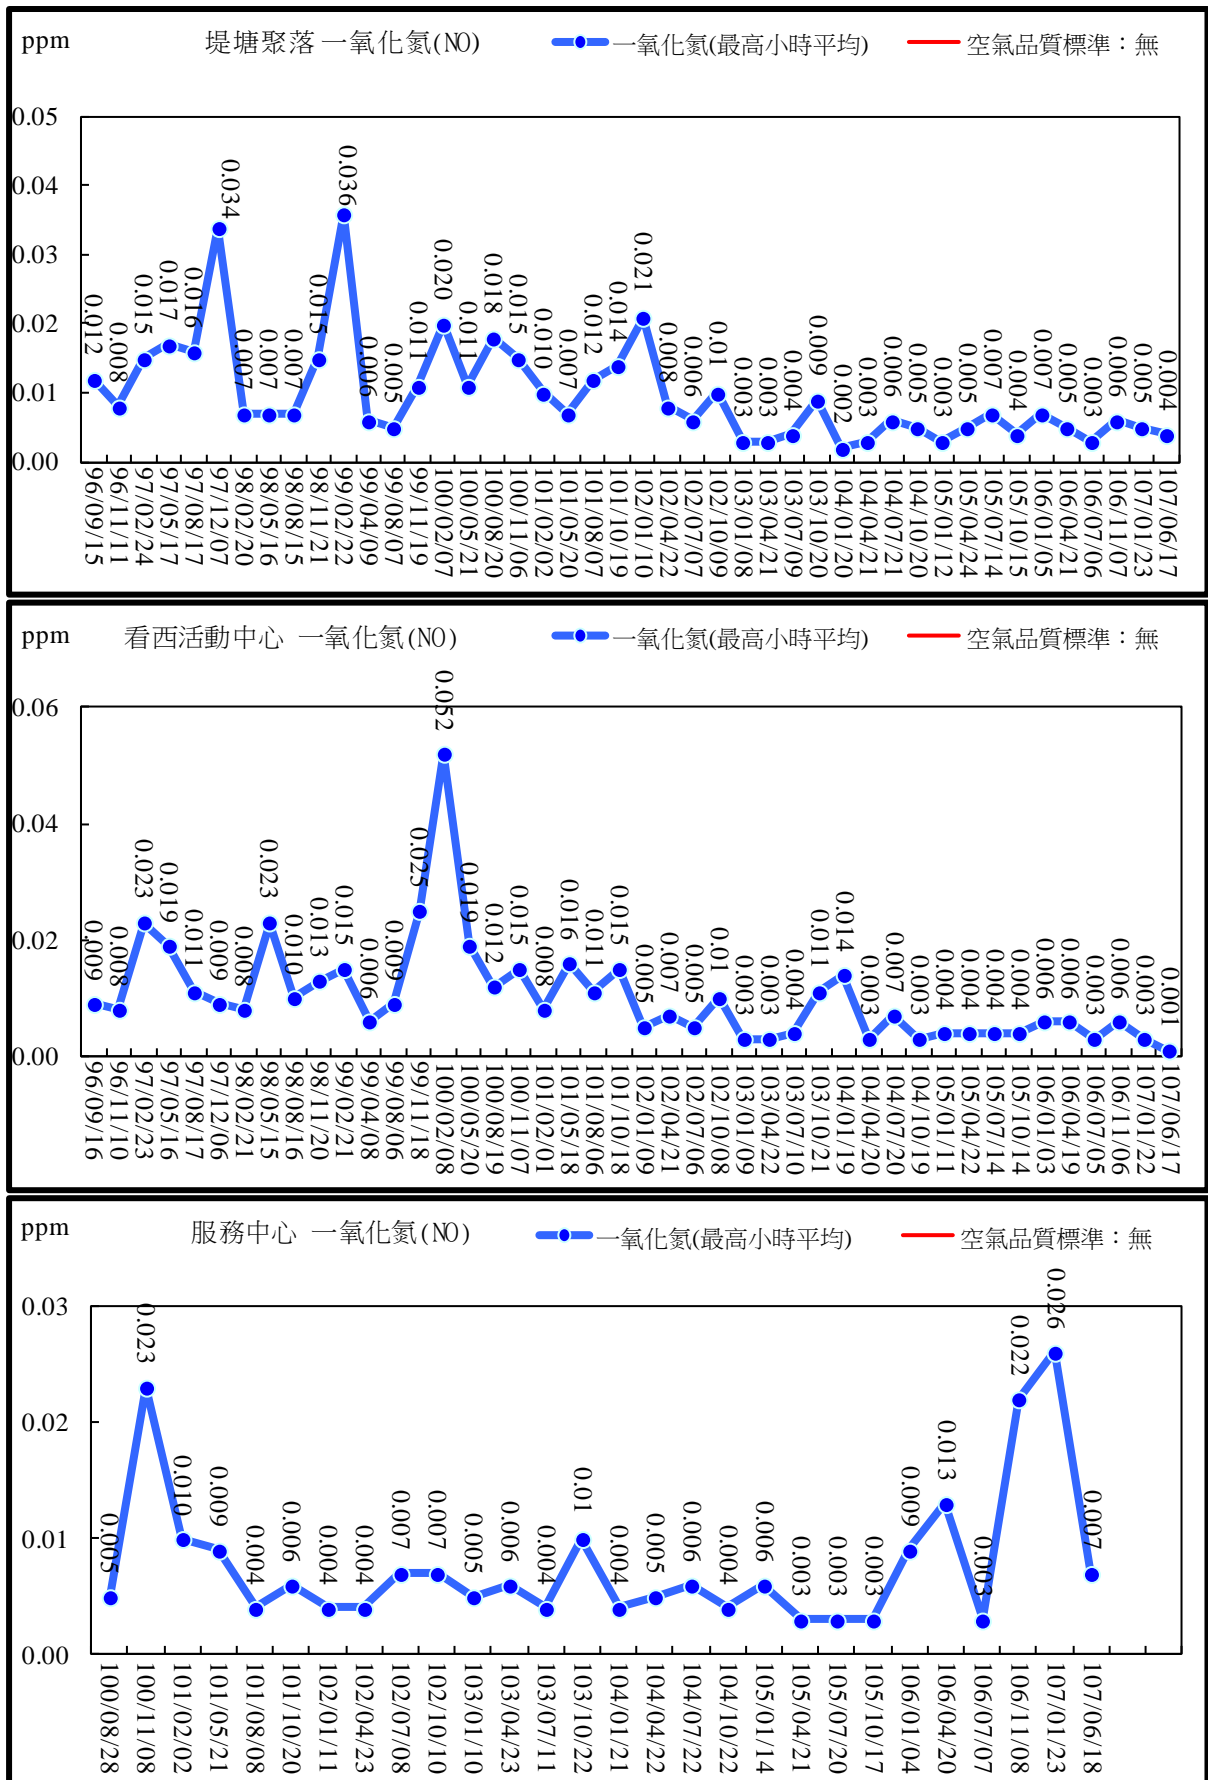 ppm 堤塘聚落 一氧化氮(NO) 一氧化氮(最高小時平均) 空氣品質標準：無
0.05
0.04
0.03
0.02
0.01
0.00
0.012 0.008 0.015 0.017 0.016 0.034 0.007 0.007 0.007 0.015 0.036 0.006 0.005 0.011 0.020 0.011 0.018 0.015 0.010 0.007 0.012 0.014 0.021 0.008 0.006 0.01 0.003 0.003 0.004 0.009 0.002 0.003 0.006 0.005 0.003 0.005 0.007 0.004 0.007 0.005 0.003 0.006 0.005 0.004
96/09/15 96/11/11 97/02/24 97/05/17 97/08/17 97/12/07 98/02/20 98/05/16 98/08/15 98/11/21 99/02/22 99/04/09 99/08/07 99/11/19 100/02/07 100/05/21 100/08/20 100/11/06 101/02/02 101/05/20 101/08/07 101/10/19 102/01/10 102/04/22 102/07/07 102/10/09 103/01/08 103/04/21 103/07/09 103/10/20 104/01/20 104/04/21 104/07/21 104/10/20 105/01/12 105/04/24 105/07/14 105/10/15 106/01/05 106/04/21 106/07/06 106/11/07 107/01/23 107/06/17
ppm 看西活動中心 一氧化氮(NO) 一氧化氮(最高小時平均) 空氣品質標準：無
0.06
0.04
0.02
0.00
0.009 0.008 0.023 0.019 0.011 0.009 0.008 0.023 0.010 0.013 0.015 0.006 0.009 0.025 0.052 0.019 0.012 0.015 0.008 0.016 0.011 0.015 0.005 0.007 0.005 0.01 0.003 0.003 0.004 0.011 0.014 0.003 0.007 0.003 0.004 0.004 0.004 0.004 0.006 0.006 0.003 0.006 0.003 0.001
96/09/16 96/11/10 97/02/23 97/05/16 97/08/17 97/12/06 98/02/21 98/05/15 98/08/16 98/11/20 99/02/21 99/04/08 99/08/06 99/11/18 100/02/08 100/05/20 100/08/19 100/11/07 101/02/01 101/05/18 101/08/06 101/10/18 102/01/09 102/04/21 102/07/06 102/10/08 103/01/09 103/04/22 103/07/10 103/10/21 104/01/19 104/04/20 104/07/20 104/10/19 105/01/11 105/04/22 105/07/14 105/10/14 106/01/03 106/04/19 106/07/05 106/11/06 107/01/22 107/06/17
ppm 服務中心 一氧化氮(NO) 一氧化氮(最高小時平均) 空氣品質標準：無
0.03
0.02
0.01
0.00
0.005 0.023 0.010 0.009 0.004 0.006 0.004 0.004 0.007 0.007 0.005 0.006 0.004 0.01 0.004 0.005 0.006 0.004 0.006 0.003 0.003 0.003 0.009 0.013 0.003 0.022 0.026 0.007
100/08/28 100/11/08 101/02/02 101/05/21 101/08/08 101/10/20 102/01/11 102/04/23 102/07/08 102/10/10 103/01/10 103/04/23 103/07/11 103/10/22 104/01/21 104/04/22 104/07/22 104/10/22 105/01/14 105/04/21 105/07/20 105/10/17 106/01/04 106/04/20 106/07/07 106/11/08 107/01/23 107/06/18